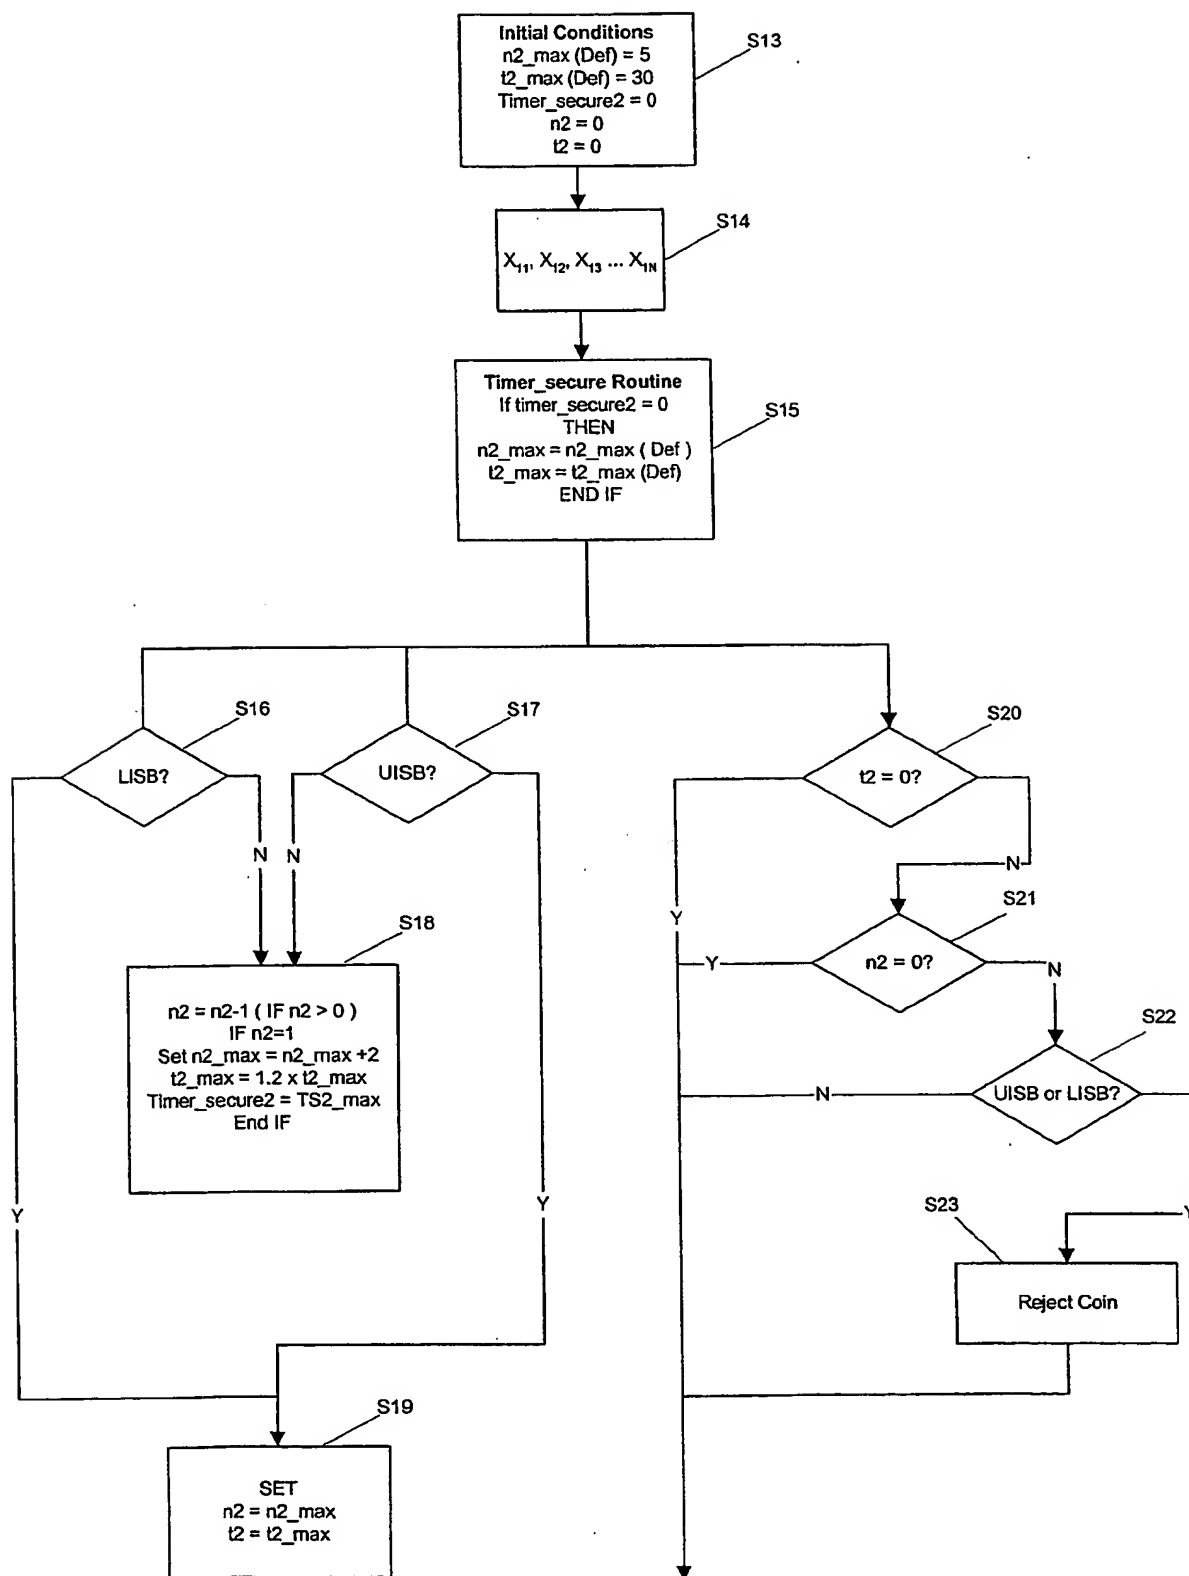 Initial Conditions
n2_max (Def) = 5
t2_max (Def) = 30
Timer_secure2 = 0
n2 = 0
t2 = 0
S13
S14
X11, X12, X13 ... X1N
Timer_secure Routine
If timer_secure2 = 0
THEN
n2_max = n2_max ( Def )
t2_max = t2_max (Def)
END IF
S15
S16
LISB?
S17
UISB?
S20
t2 = 0?
N
N
N
Y
S21
n2 = 0?
Y
N
S18
n2 = n2-1 ( IF n2 > 0 )
IF n2=1
Set n2_max = n2_max +2
t2_max = 1.2 x t2_max
Timer_secure2 = TS2_max
End IF
S22
UISB or LISB?
N
Y
Y
Y
S23
Reject Coin
S19
SET
n2 = n2_max
t2 = t2_max